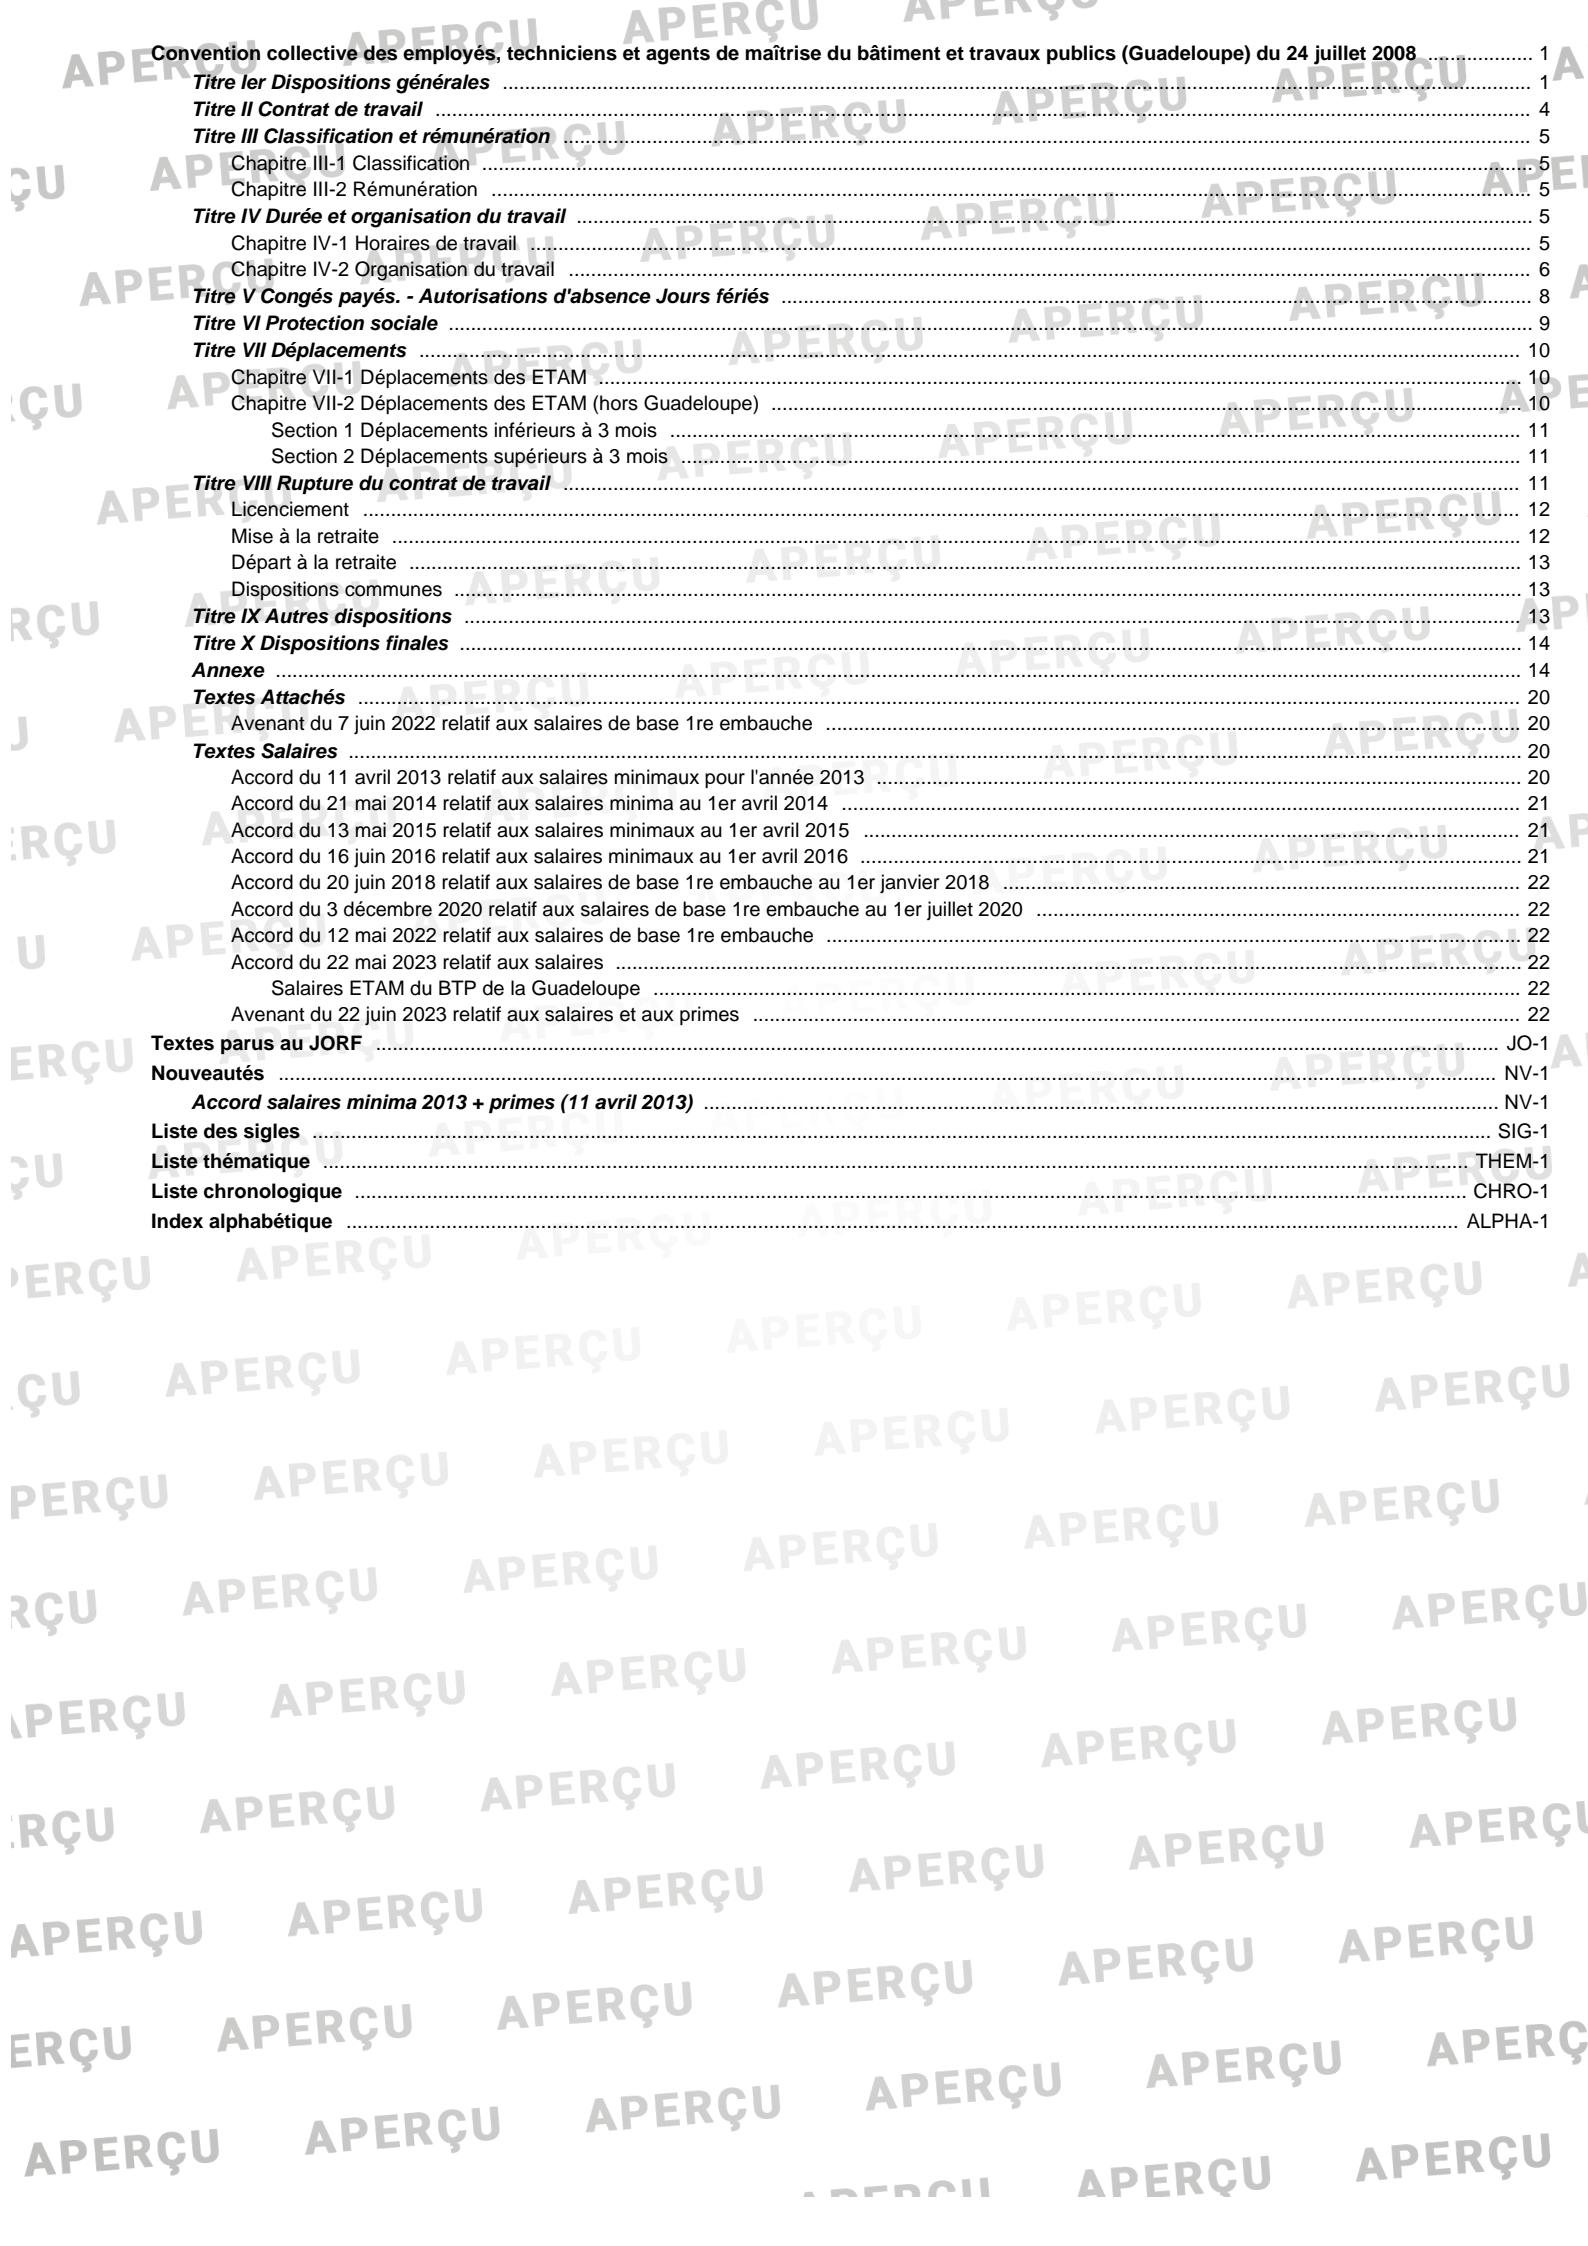 Convention collective des employés, techniciens et agents de maîtrise du bâtiment et travaux publics (Guadeloupe) du 24 juillet 2008 ........ 1
Titre Ier Dispositions générales ........ 1
Titre II Contrat de travail ........ 4
Titre III Classification et rémunération ........ 5
Chapitre III-1 Classification ........ 5
Chapitre III-2 Rémunération ........ 5
Titre IV Durée et organisation du travail ........ 5
Chapitre IV-1 Horaires de travail ........ 5
Chapitre IV-2 Organisation du travail ........ 6
Titre V Congés payés. - Autorisations d'absence Jours fériés ........ 8
Titre VI Protection sociale ........ 9
Titre VII Déplacements ........ 10
Chapitre VII-1 Déplacements des ETAM ........ 10
Chapitre VII-2 Déplacements des ETAM (hors Guadeloupe) ........ 10
Section 1 Déplacements inférieurs à 3 mois ........ 11
Section 2 Déplacements supérieurs à 3 mois ........ 11
Titre VIII Rupture du contrat de travail ........ 11
Licenciement ........ 12
Mise à la retraite ........ 12
Départ à la retraite ........ 13
Dispositions communes ........ 13
Titre IX Autres dispositions ........ 13
Titre X Dispositions finales ........ 14
Annexe ........ 14
Textes Attachés ........ 20
Avenant du 7 juin 2022 relatif aux salaires de base 1re embauche ........ 20
Textes Salaires ........ 20
Accord du 11 avril 2013 relatif aux salaires minimaux pour l'année 2013 ........ 20
Accord du 21 mai 2014 relatif aux salaires minima au 1er avril 2014 ........ 21
Accord du 13 mai 2015 relatif aux salaires minimaux au 1er avril 2015 ........ 21
Accord du 16 juin 2016 relatif aux salaires minimaux au 1er avril 2016 ........ 21
Accord du 20 juin 2018 relatif aux salaires de base 1re embauche au 1er janvier 2018 ........ 22
Accord du 3 décembre 2020 relatif aux salaires de base 1re embauche au 1er juillet 2020 ........ 22
Accord du 12 mai 2022 relatif aux salaires de base 1re embauche ........ 22
Accord du 22 mai 2023 relatif aux salaires ........ 22
Salaires ETAM du BTP de la Guadeloupe ........ 22
Avenant du 22 juin 2023 relatif aux salaires et aux primes ........ 22
Textes parus au JORF ........ JO-1
Nouveautés ........ NV-1
Accord salaires minima 2013 + primes (11 avril 2013) ........ NV-1
Liste des sigles ........ SIG-1
Liste thématique ........ THEM-1
Liste chronologique ........ CHRO-1
Index alphabétique ........ ALPHA-1
APERÇU